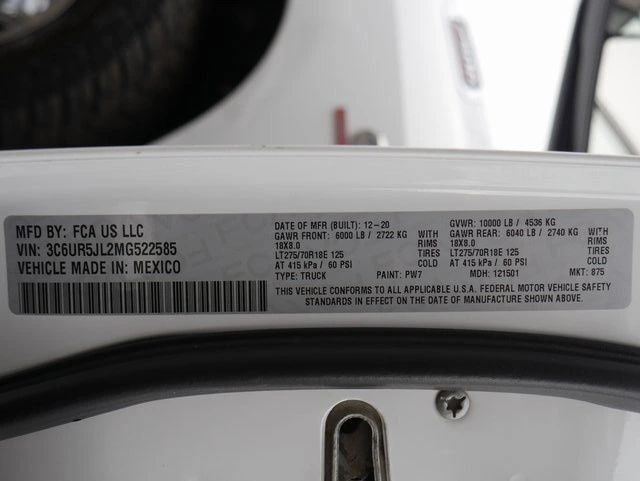 MFD BY: FCA US LLC
VIN: 3C6UR5JL2MG522585
VEHICLE MADE IN: MEXICO
DATE OF MFR (BUILT): 12-20 GVWR: 10000 LB / 4536 KG
GAWR FRONT: 6000 LB / 2722 KG WITH GAWR REAR: 6040 LB / 2740 KG WITH
18X8.0 RIMS 18X8.0 RIMS
LT275/70R18E 125 TIRES LT275/70R18E 125 TIRES
AT 415 kPa / 60 PSI COLD AT 415 kPa / 60 PSI COLD
TYPE: TRUCK PAINT: PW7 MDH: 121501 MKT: 875
THIS VEHICLE CONFORMS TO ALL APPLICABLE U.S.A. FEDERAL MOTOR VEHICLE SAFETY
STANDARDS IN EFFECT ON THE DATE OF MANUFACTURE SHOWN ABOVE.